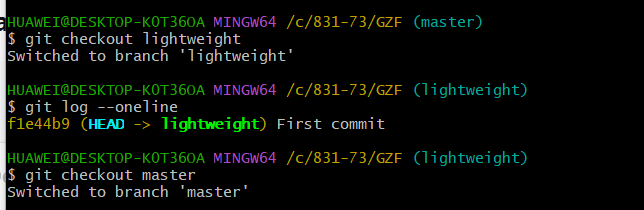 HUAWEI@DESKTOP-KOT36OA MINGW64 /c/831-73/GZF (master)
$ git checkout lightweight
Switched to branch 'lightweight'
HUAWEI@DESKTOP-KOT36OA MINGW64 /c/831-73/GZF (lightweight)
$ git log --oneline
f1e44b9 (HEAD -> lightweight) First commit
HUAWEI@DESKTOP-KOT36OA MINGW64 /c/831-73/GZF (lightweight)
$ git checkout master
Switched to branch 'master'